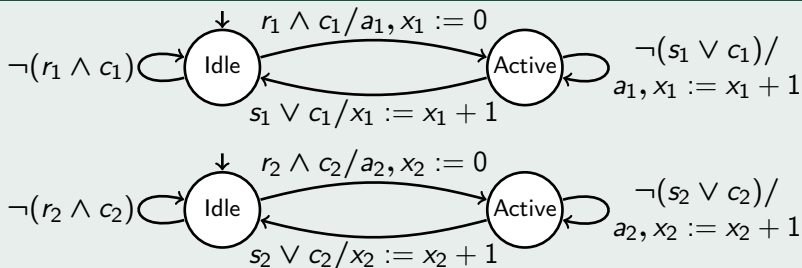 r₁ ∧ c₁/a₁, x₁ := 0
¬(r₁ ∧ c₁) Idle Active ¬(s₁ ∨ c₁)/
a₁, x₁ := x₁ + 1
s₁ ∨ c₁/x₁ := x₁ + 1
r₂ ∧ c₂/a₂, x₂ := 0
¬(r₂ ∧ c₂) Idle Active ¬(s₂ ∨ c₂)/
a₂, x₂ := x₂ + 1
s₂ ∨ c₂/x₂ := x₂ + 1